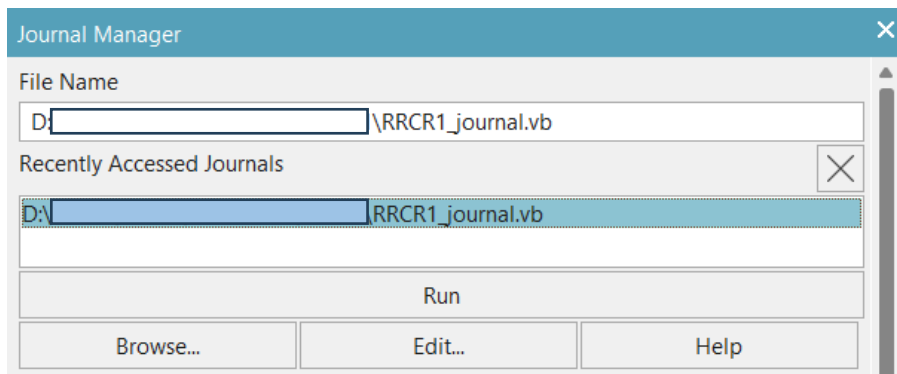 Journal Manager
File Name
D:\RRCR1_journal.vb
Recently Accessed Journals
D:\\RRCR1_journal.vb
Run
Browse... Edit... Help